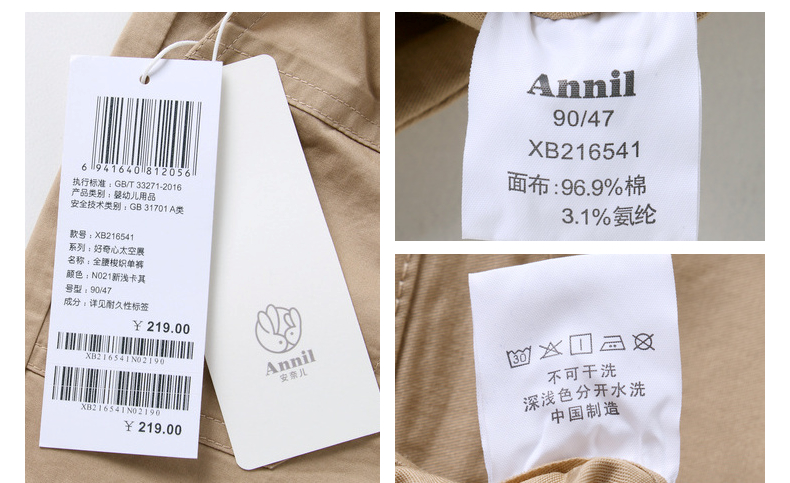 6 941640 812056
执行标准：GB/T 33271-2016
产品类别：婴幼儿用品
安全技术类别：GB 31701 A类
款号：XB216541
系列：好奇心太空展
名称：全腰梭织单裤
颜色：N021新浅卡其
号型：90/47
成分：详见耐久性标签
¥ 219.00
XB216541N02190
XB216541N02190
¥ 219.00
Annil
安奈儿
Annil
90/47
XB216541
面布:96.9%棉
3.1%氨纶
30
不可干洗
深浅色分开水洗
中国制造